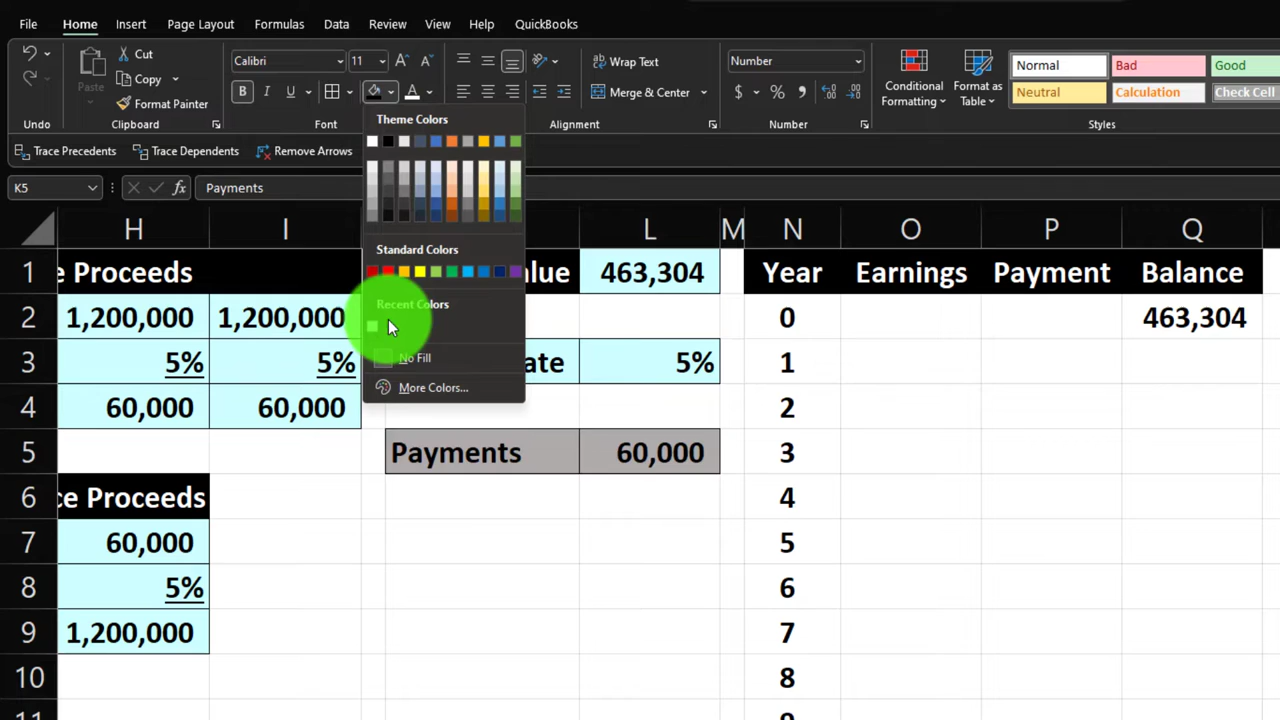 File Home Insert Page Layout Formulas Data Review View Help QuickBooks
Cut Calibri 11 Wrap Text Number Normal Bad Good
Paste Copy B I U A Merge & Center $ % , Conditional Formatting Format as Table Neutral Calculation Check Cell
Format Painter
Undo Clipboard Font Alignment Number Styles
Theme Colors
Trace Precedents Trace Dependents Remove Arrows
K5 fx Payments
H I L M N O P Q
Standard Colors
1 e Proceeds alue 463,304 Year Earnings Payment Balance
Recent Colors
2 1,200,000 1,200,000 0 463,304
No Fill
3 5% 5% ate 5% 1
More Colors...
4 60,000 60,000 2
5 Payments 60,000 3
6 ce Proceeds 4
7 60,000 5
8 5% 6
9 1,200,000 7
10 8
11 9